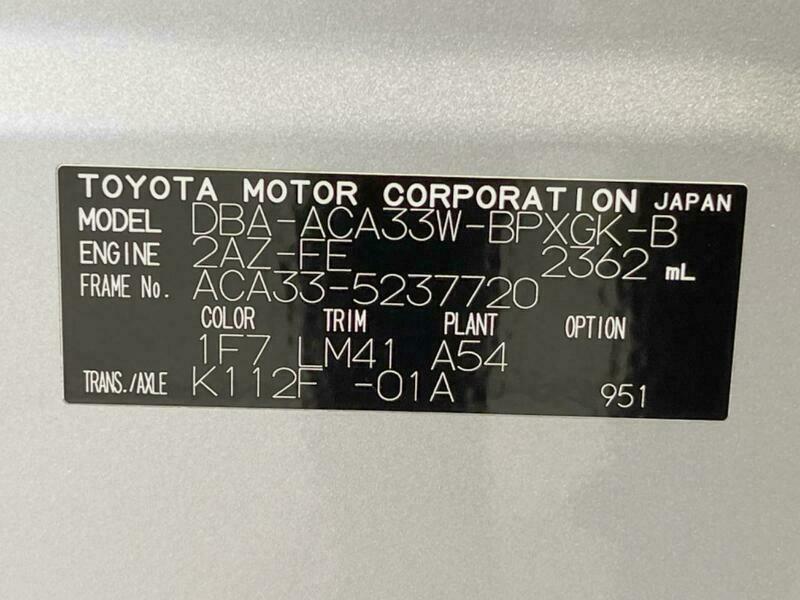 TOYOTA MOTOR CORPORATION JAPAN
MODEL DBA-ACA33W-BPXGK-B
ENGINE 2AZ-FE 2362 mL
FRAME No. ACA33-5237720
COLOR TRIM PLANT OPTION
1F7 LM41 A54
TRANS./AXLE K112F -01A 951